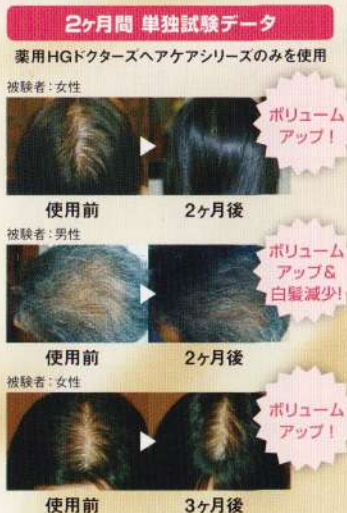 2ヶ月間 単独試験データ
薬用HGドクターズヘアケアシリーズのみを使用
被験者：女性
ボリューム
アップ！
使用前
2ヶ月後
被験者：男性
ボリューム
アップ&
白髪減少!
使用前
2ヶ月後
被験者：女性
ボリューム
アップ！
使用前
3ヶ月後